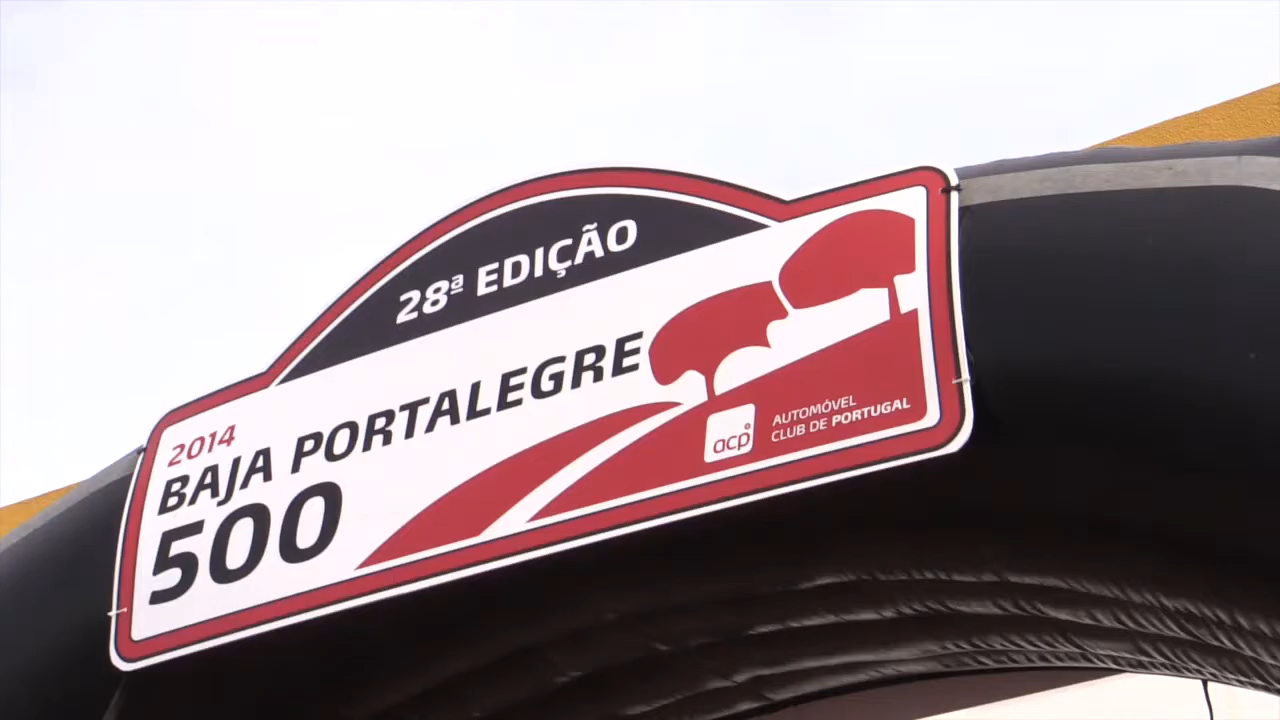 28ª EDIÇÃO
2014
BAJA PORTALEGRE
500
acp
AUTOMÓVEL
CLUB DE PORTUGAL